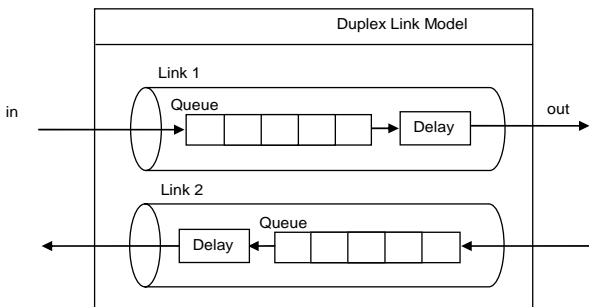 Duplex Link Model
Link 1
in
Queue
out
Delay
Link 2
Queue
Delay